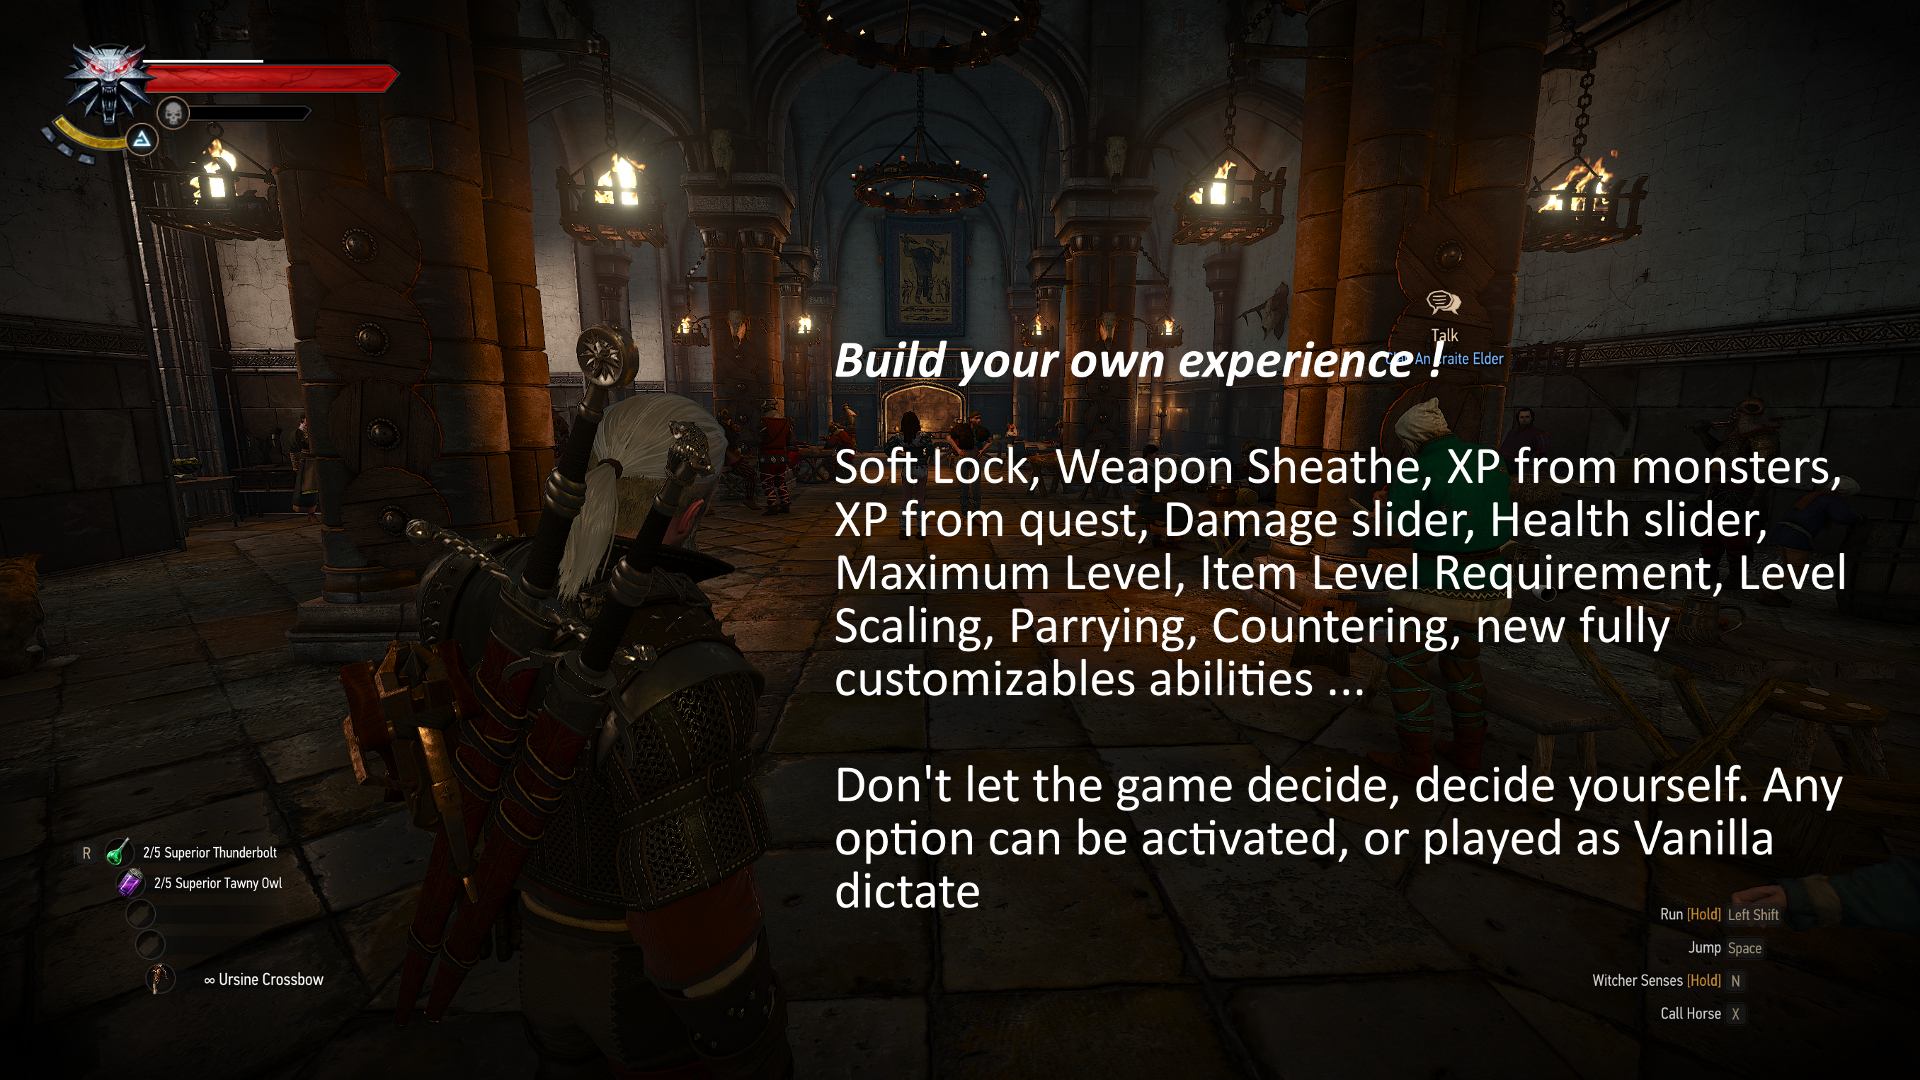 Talk
Build your own experience !
Soft Lock, Weapon Sheathe, XP from monsters,
XP from quest, Damage slider, Health slider,
Maximum Level, Item Level Requirement, Level
Scaling, Parrying, Countering, new fully
customizables abilities ...
Don't let the game decide, decide yourself. Any
option can be activated, or played as Vanilla
dictate
R 2/5 Superior Thunderbolt
2/5 Superior Tawny Owl
∞ Ursine Crossbow
Run [Hold] Left Shift
Jump Space
Witcher Senses [Hold] N
Call Horse X